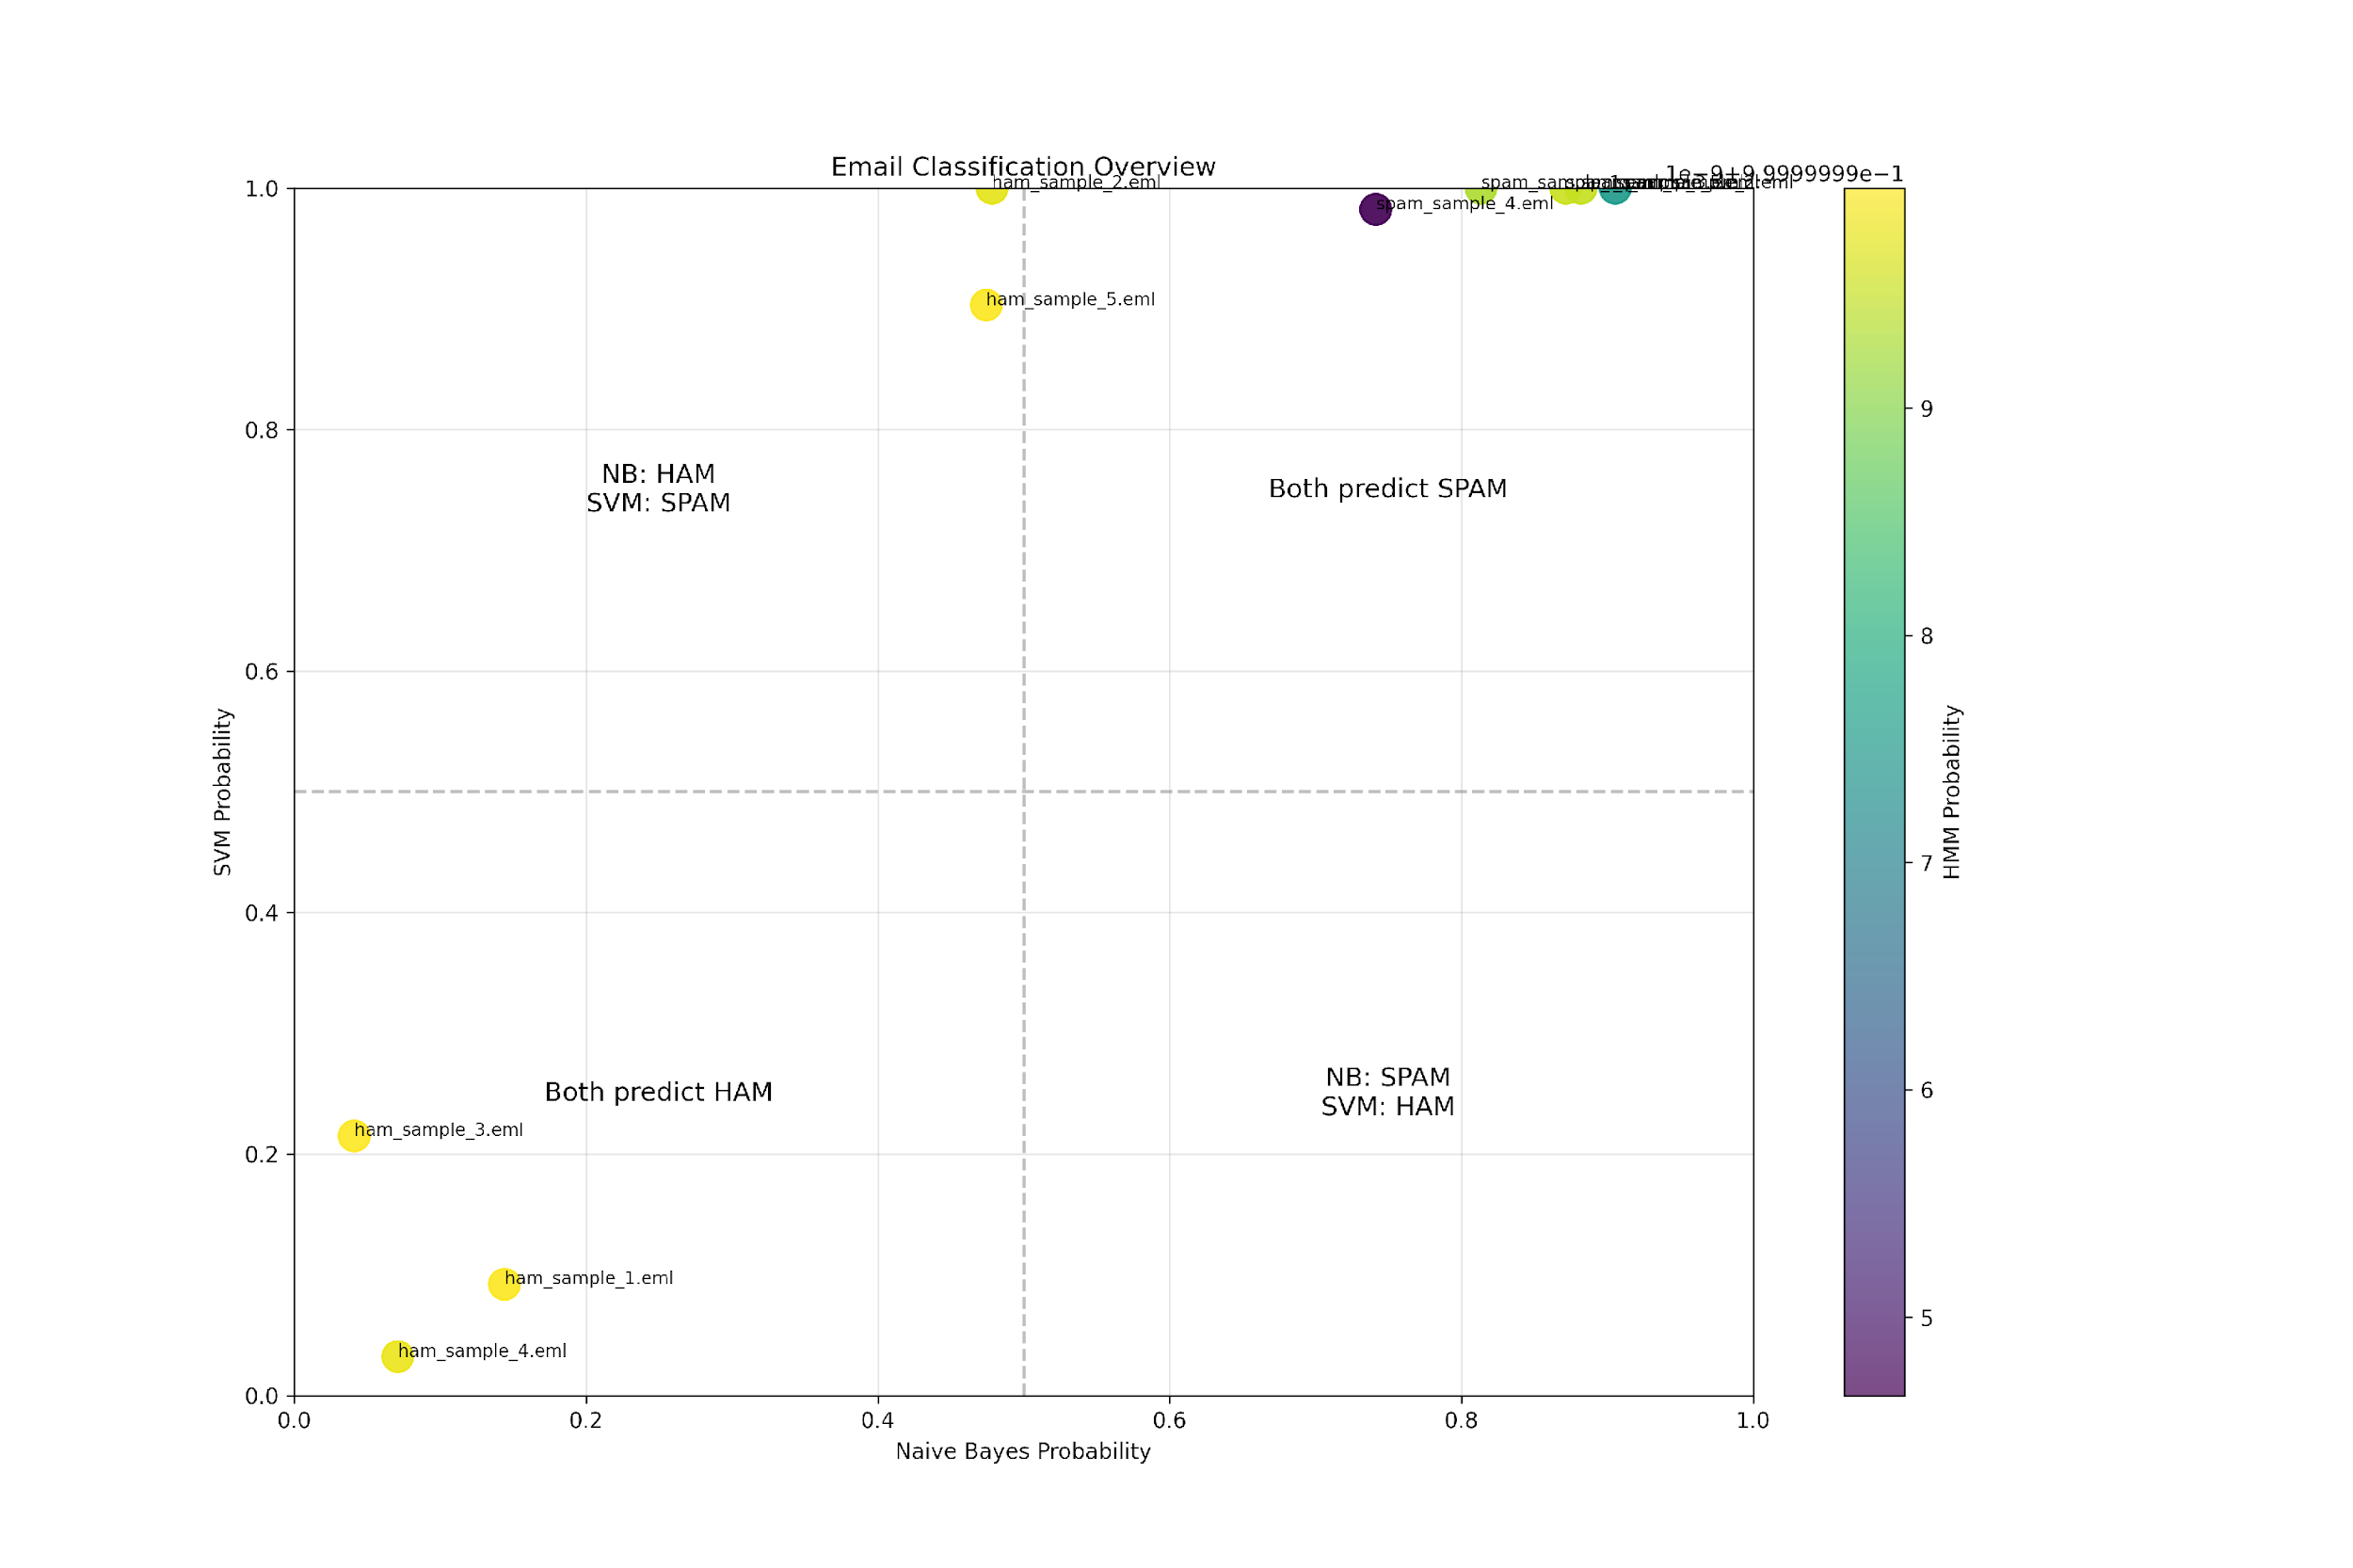 Email Classification Overview
1e−9+9.9999999e−1
1.0
ham_sample_2.eml
spam_sample_4.eml
ham_sample_5.eml
0.8
9
NB: HAM
SVM: SPAM
Both predict SPAM
8
0.6
SVM Probability
HMM Probability
7
0.4
6
Both predict HAM
NB: SPAM
SVM: HAM
ham_sample_3.eml
0.2
ham_sample_1.eml
5
ham_sample_4.eml
0.0
0.0
0.2
0.4
0.6
0.8
1.0
Naive Bayes Probability